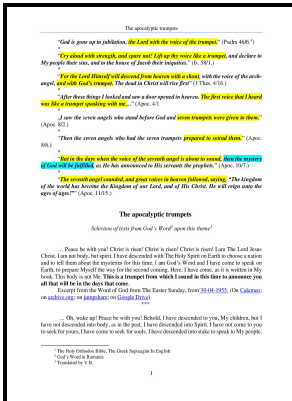 The apocalyptic trumpets
"God is gone up in jubilation, the Lord with the voice of the trumpet." (Psalm 46/6.¹)
*
"Cry aloud with strength, and spare not! Lift up thy voice like a trumpet, and declare to
My people their sins, and to the house of Jacob their iniquities." (Is. 58/1.)
*
"For the Lord Himself will descend from heaven with a shout, with the voice of the arch-
angel, and with God's trumpet. The dead in Christ will rise first" (1 Thes. 4/16.)
*
"After these things I looked and saw a door opened in heaven. The first voice that I heard
was like a trumpet speaking with me..." (Apoc. 4/1
*
„I saw the seven angels who stand before God and seven trumpets were given to them."
(Apoc. 8/2.)
*
"Then the seven angels who had the seven trumpets prepared to sound them." (Apoc.
8/6.)
*
"But in the days when the voice of the seventh angel is about to sound, then the mystery
of God will be fulfilled, as He has announced to His servants the prophets." (Apoc. 10/7.)
*
"The seventh angel sounded, and great voices in heaven followed, saying, "The kingdom
of the world has become the Kingdom of our Lord, and of His Christ. He will reign unto the
ages of ages!"" (Apoc. 11/15.)
The apocalyptic trumpets
Selection of texts from God's Word² upon this theme³
… Peace be with you! Christ is risen! Christ is risen! Christ is risen! I am The Lord Jesus
Christ. I am not body, but spirit. I have descended with The Holy Spirit on Earth to choose a nation
and to tell them about the mysteries for this time. I am God's Word and I have come to speak on
Earth, to prepare Myself the way for the second coming. Here, I have come, as it is written in My
book. This body is not Me. This is a trumpet from which I sound in this time to announce you
all that will be in the days that come.
Excerpt from the Word of God from The Easter Sunday, from 30-04-1955. (On Calameo;
on archive.org; on jumpshare; on Google Drive)
***
… Oh, wake up! Peace be with you! Behold, I have descended to you, My children, but I
have not descended into body, as in the past, I have descended into Spirit. I have not come to you
to seek for yours, I have come to seek for souls. I have descended into stake to speak to My people.
¹ The Holy Orthodox Bible, The Greek Septuagint In English
² God's Word in Romania
³ Translated by V.B.
1